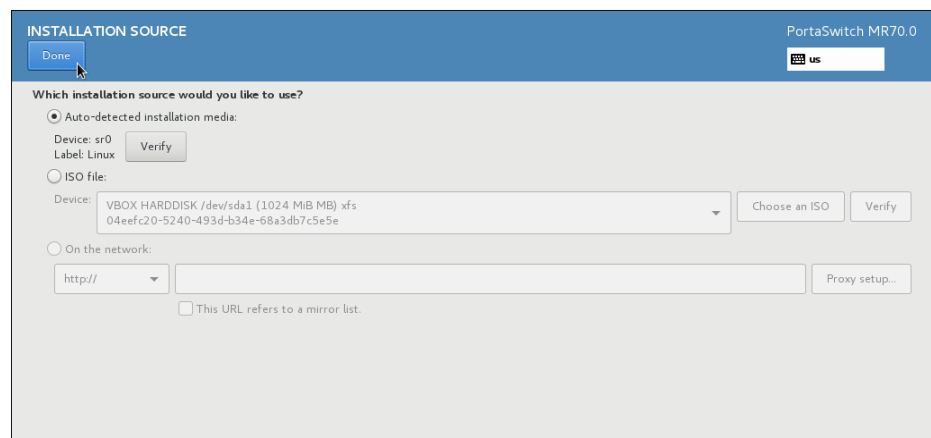 INSTALLATION SOURCE
PortaSwitch MR70.0
Done
us
Which installation source would you like to use?
Auto-detected installation media:
Device: sr0
Label: Linux
Verify
ISO file:
Device:
VBOX HARDDISK /dev/sda1 (1024 MiB MB) xfs
04eefc20-5240-493d-b34e-68a3db7c5e5e
Choose an ISO
Verify
On the network:
http://
Proxy setup...
This URL refers to a mirror list.